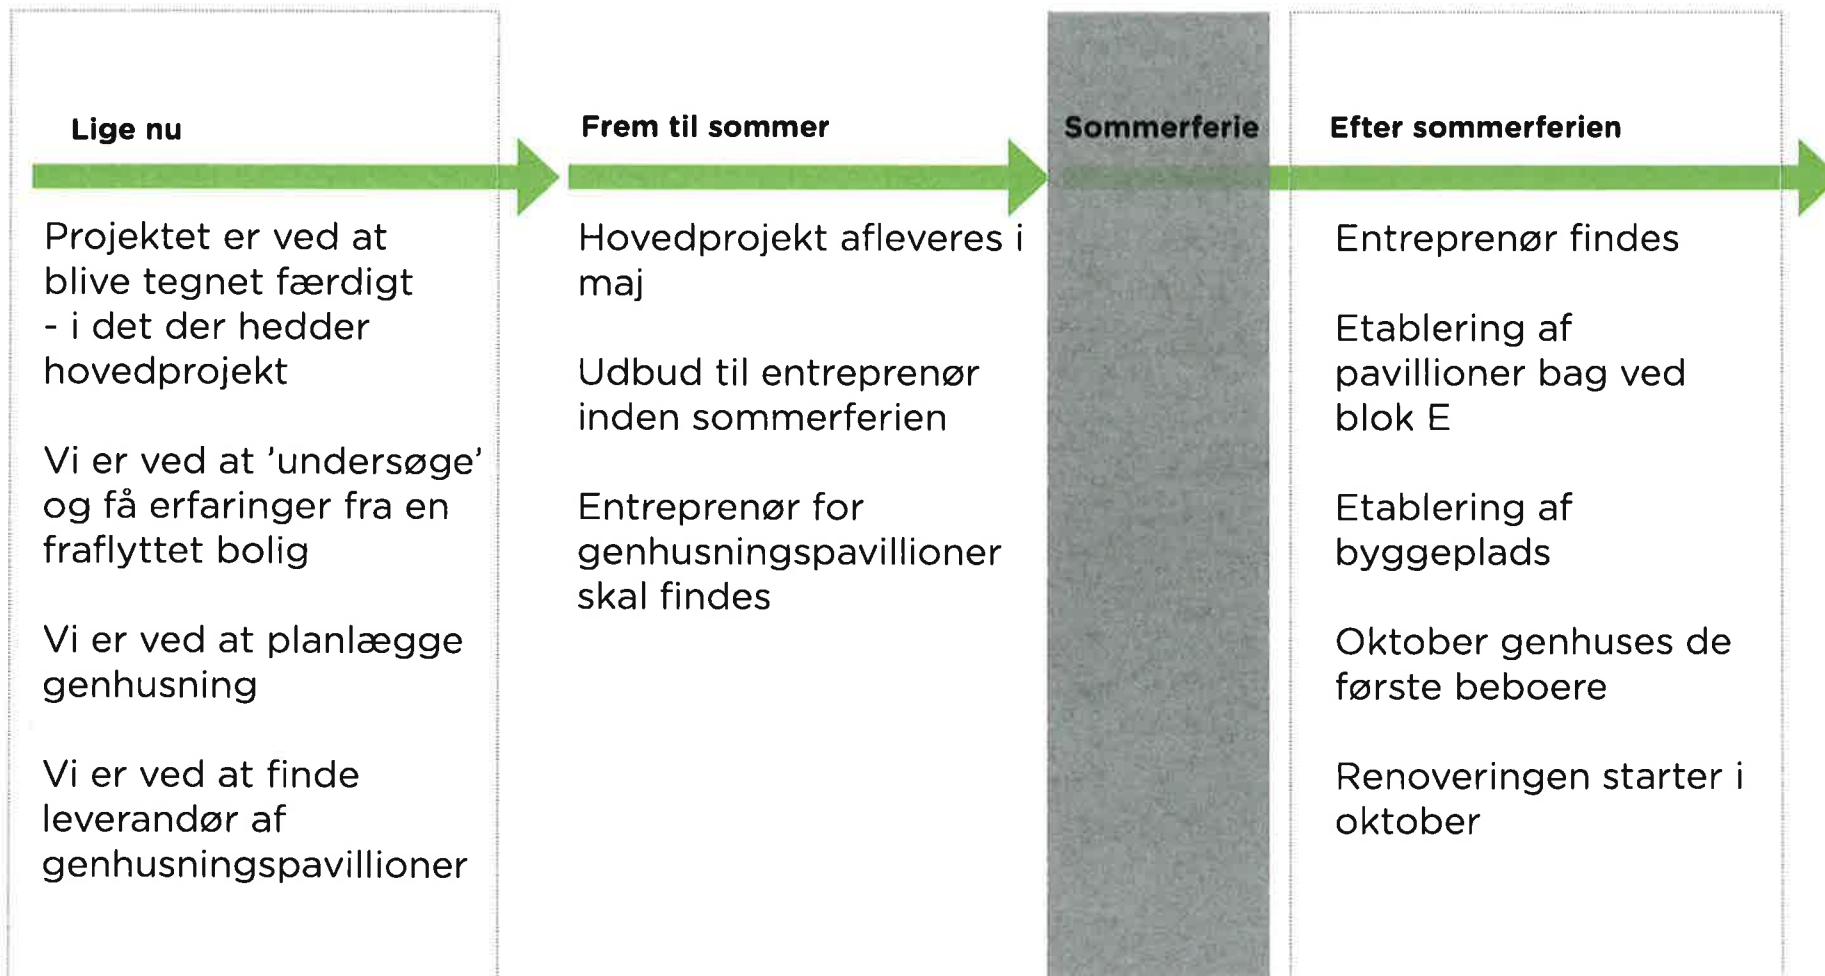 Lige nu
Projektet er ved at
blive tegnet færdigt
- i det der hedder
hovedprojekt
Vi er ved at 'undersøge'
og få erfaringer fra en
fraflyttet bolig
Vi er ved at planlægge
genhusning
Vi er ved at finde
leverandør af
genhusningspavillioner
Frem til sommer
Hovedprojekt afleveres i
maj
Udbud til entreprenør
inden sommerferien
Entreprenør for
genhusningspavillioner
skal findes
Sommerferie
Efter sommerferien
Entreprenør findes
Etablering af
pavillioner bag ved
blok E
Etablering af
byggeplads
Oktober genhuses de
første beboere
Renoveringen starter i
oktober